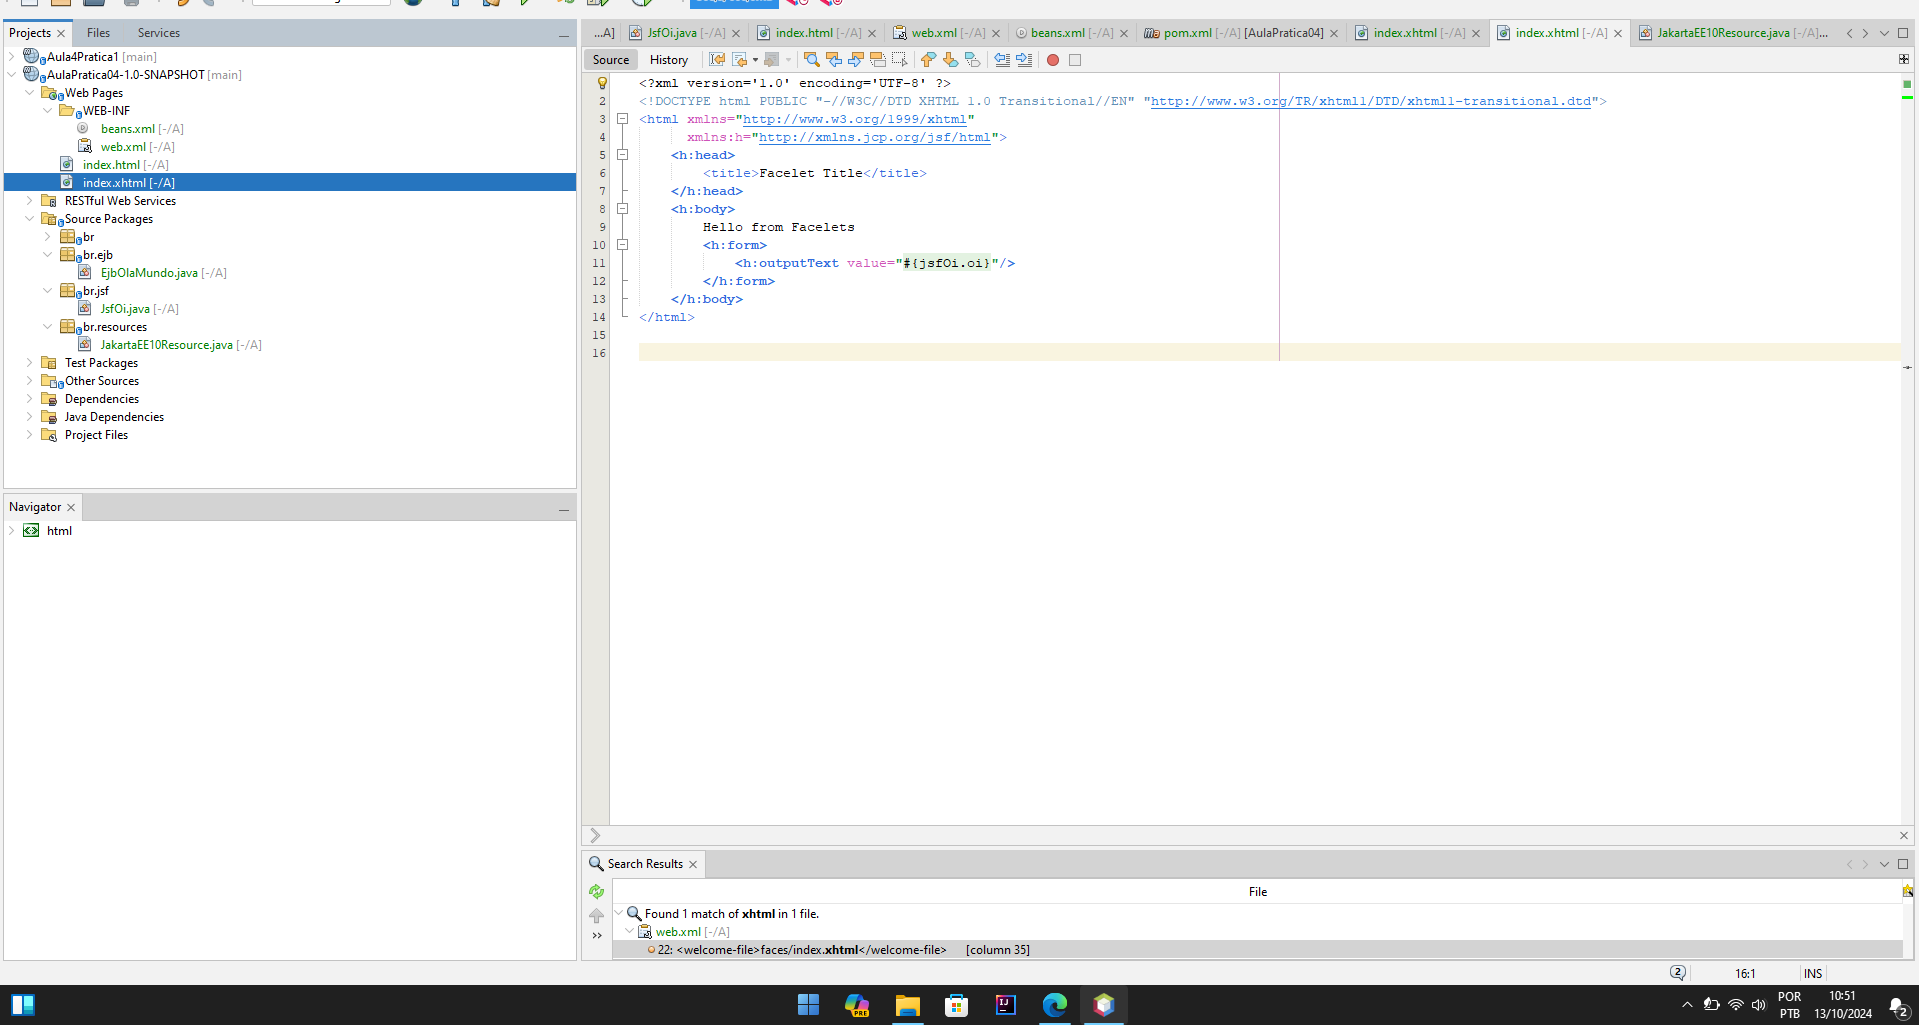 Projects
Files
Services
Aula4Pratica1 [main]
AulaPratica04-1.0-SNAPSHOT [main]
Web Pages
WEB-INF
beans.xml [-/A]
web.xml [-/A]
index.html [-/A]
index.xhtml [-/A]
RESTful Web Services
Source Packages
br
br.ejb
EjbOlaMundo.java [-/A]
br.jsf
JsfOi.java [-/A]
br.resources
JakartaEE10Resource.java [-/A]
Test Packages
Other Sources
Dependencies
Java Dependencies
Project Files
Navigator
html
...A] JsfOi.java [-/A] index.html [-/A] web.xml [-/A] beans.xml [-/A] pom.xml [-/A] [AulaPratica04] index.xhtml [-/A] index.xhtml [-/A] JakartaEE10Resource.java [-/A]...
Source History
<?xml version='1.0' encoding='UTF-8' ?>
2 <!DOCTYPE html PUBLIC "-//W3C//DTD XHTML 1.0 Transitional//EN" "http://www.w3.org/TR/xhtml1/DTD/xhtml1-transitional.dtd">
3 <html xmlns="http://www.w3.org/1999/xhtml"
4 xmlns:h="http://xmlns.jcp.org/jsf/html">
5 <h:head>
6 <title>Facelet Title</title>
7 </h:head>
8 <h:body>
9 Hello from Facelets
10 <h:form>
11 <h:outputText value="#{jsfOi.oi}"/>
12 </h:form>
13 </h:body>
14 </html>
15
16
Search Results
File
Found 1 match of xhtml in 1 file.
web.xml [-/A]
22: <welcome-file>faces/index.xhtml</welcome-file> [column 35]
2 16:1 INS
PRE
IJ
POR
PTB
10:51
13/10/2024
2